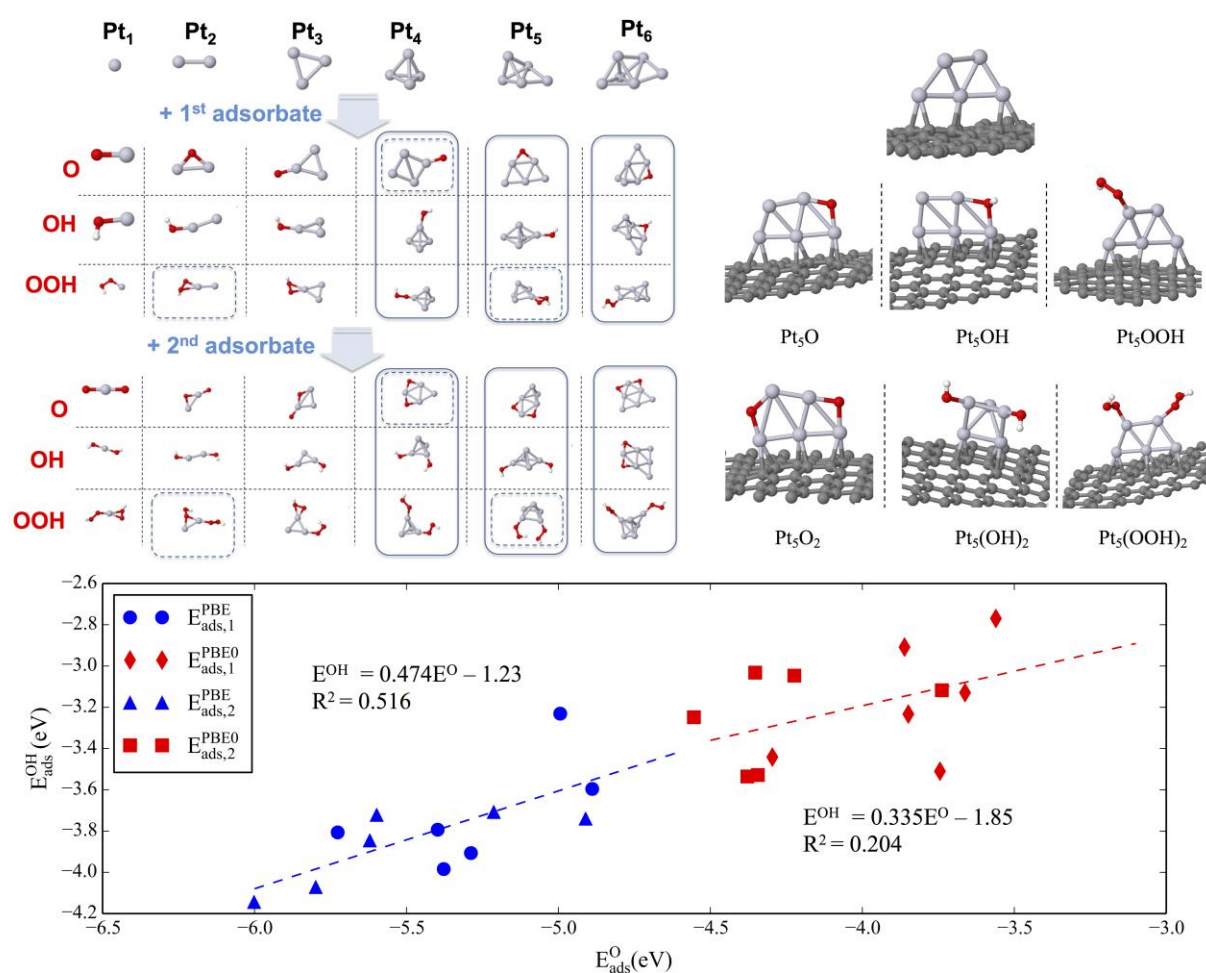 Pt₁ Pt₂ Pt₃ Pt₄ Pt₅ Pt₆
+ 1st adsorbate
O
OH
OOH
+ 2nd adsorbate
O
OH
OOH
Pt₅O Pt₅OH Pt₅OOH
Pt₅O₂ Pt₅(OH)₂ Pt₅(OOH)₂
E^PBE_ads,1
E^PBE0_ads,1
E^PBE_ads,2
E^PBE0_ads,2
E^OH = 0.474E^O − 1.23
R² = 0.516
E^OH = 0.335E^O − 1.85
R² = 0.204
−2.6
−2.8
−3.0
−3.2
−3.4
−3.6
−3.8
−4.0
−4.2
E^OH_ads (eV)
−6.5 −6.0 −5.5 −5.0 −4.5 −4.0 −3.5 −3.0
E^O_ads(eV)